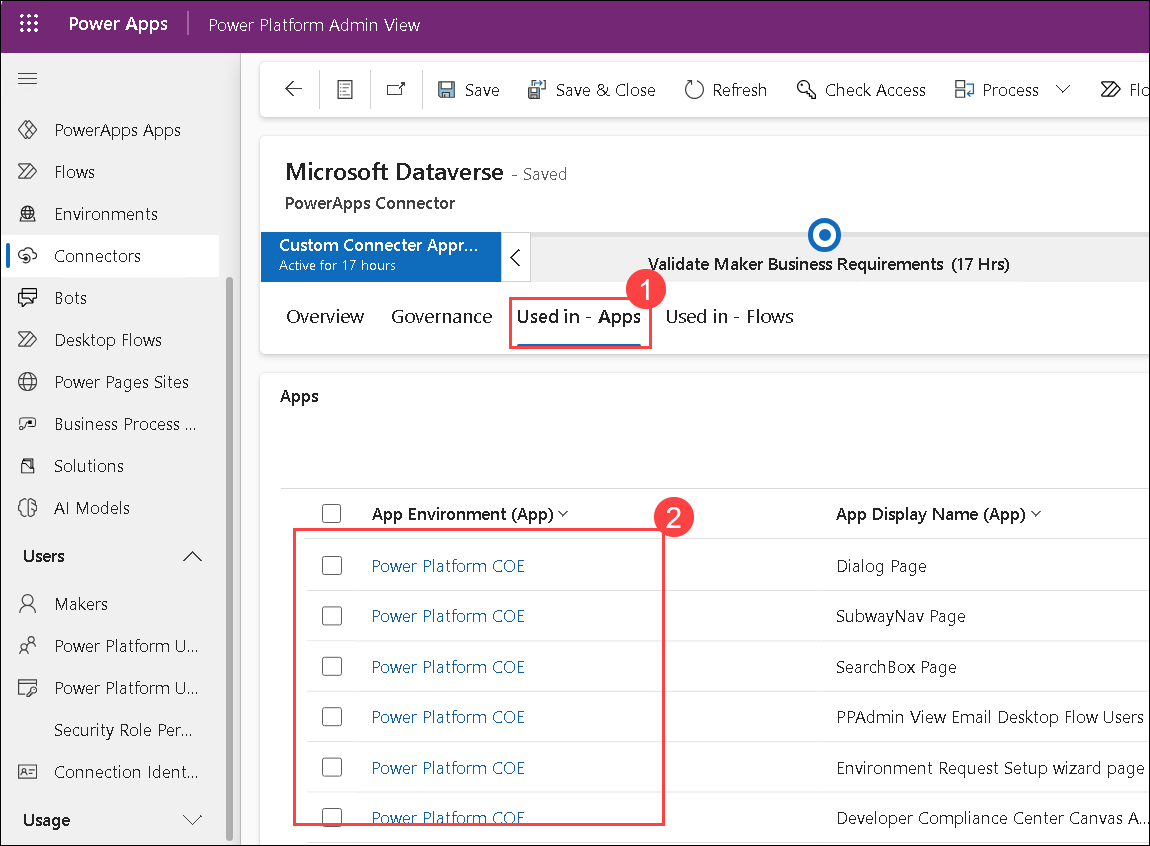 Power Apps
Power Platform Admin View
Save
Save & Close
Refresh
Check Access
Process
Flo
PowerApps Apps
Flows
Environments
Connectors
Bots
Desktop Flows
Power Pages Sites
Business Process ...
Solutions
AI Models
Users
Makers
Power Platform U...
Power Platform U...
Security Role Per...
Connection Ident...
Usage
Microsoft Dataverse - Saved
PowerApps Connector
Custom Connecter Appr...
Active for 17 hours
Validate Maker Business Requirements (17 Hrs)
1
Overview
Governance
Used in - Apps
Used in - Flows
Apps
2
App Environment (App)
App Display Name (App)
Power Platform COE
Dialog Page
Power Platform COE
SubwayNav Page
Power Platform COE
SearchBox Page
Power Platform COE
PPAdmin View Email Desktop Flow Users
Power Platform COE
Environment Request Setup wizard page
Power Platform COE
Developer Compliance Center Canvas A...